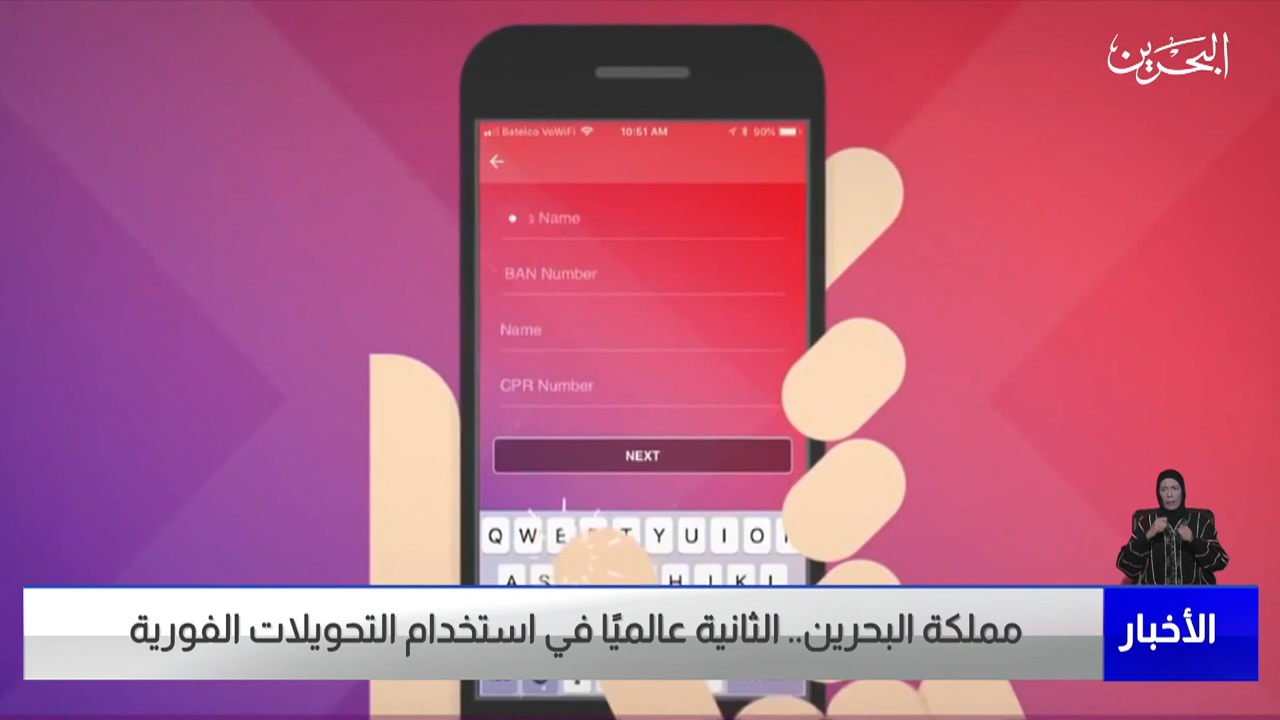 البحرين
Batelco VoWiFi 10:51 AM 90%
Name
BAN Number
Name
CPR Number
NEXT
Q W E T Y U I O
A S H J K L
الأخبار
مملكة البحرين.. الثانية عالميًا في استخدام التحويلات الفورية